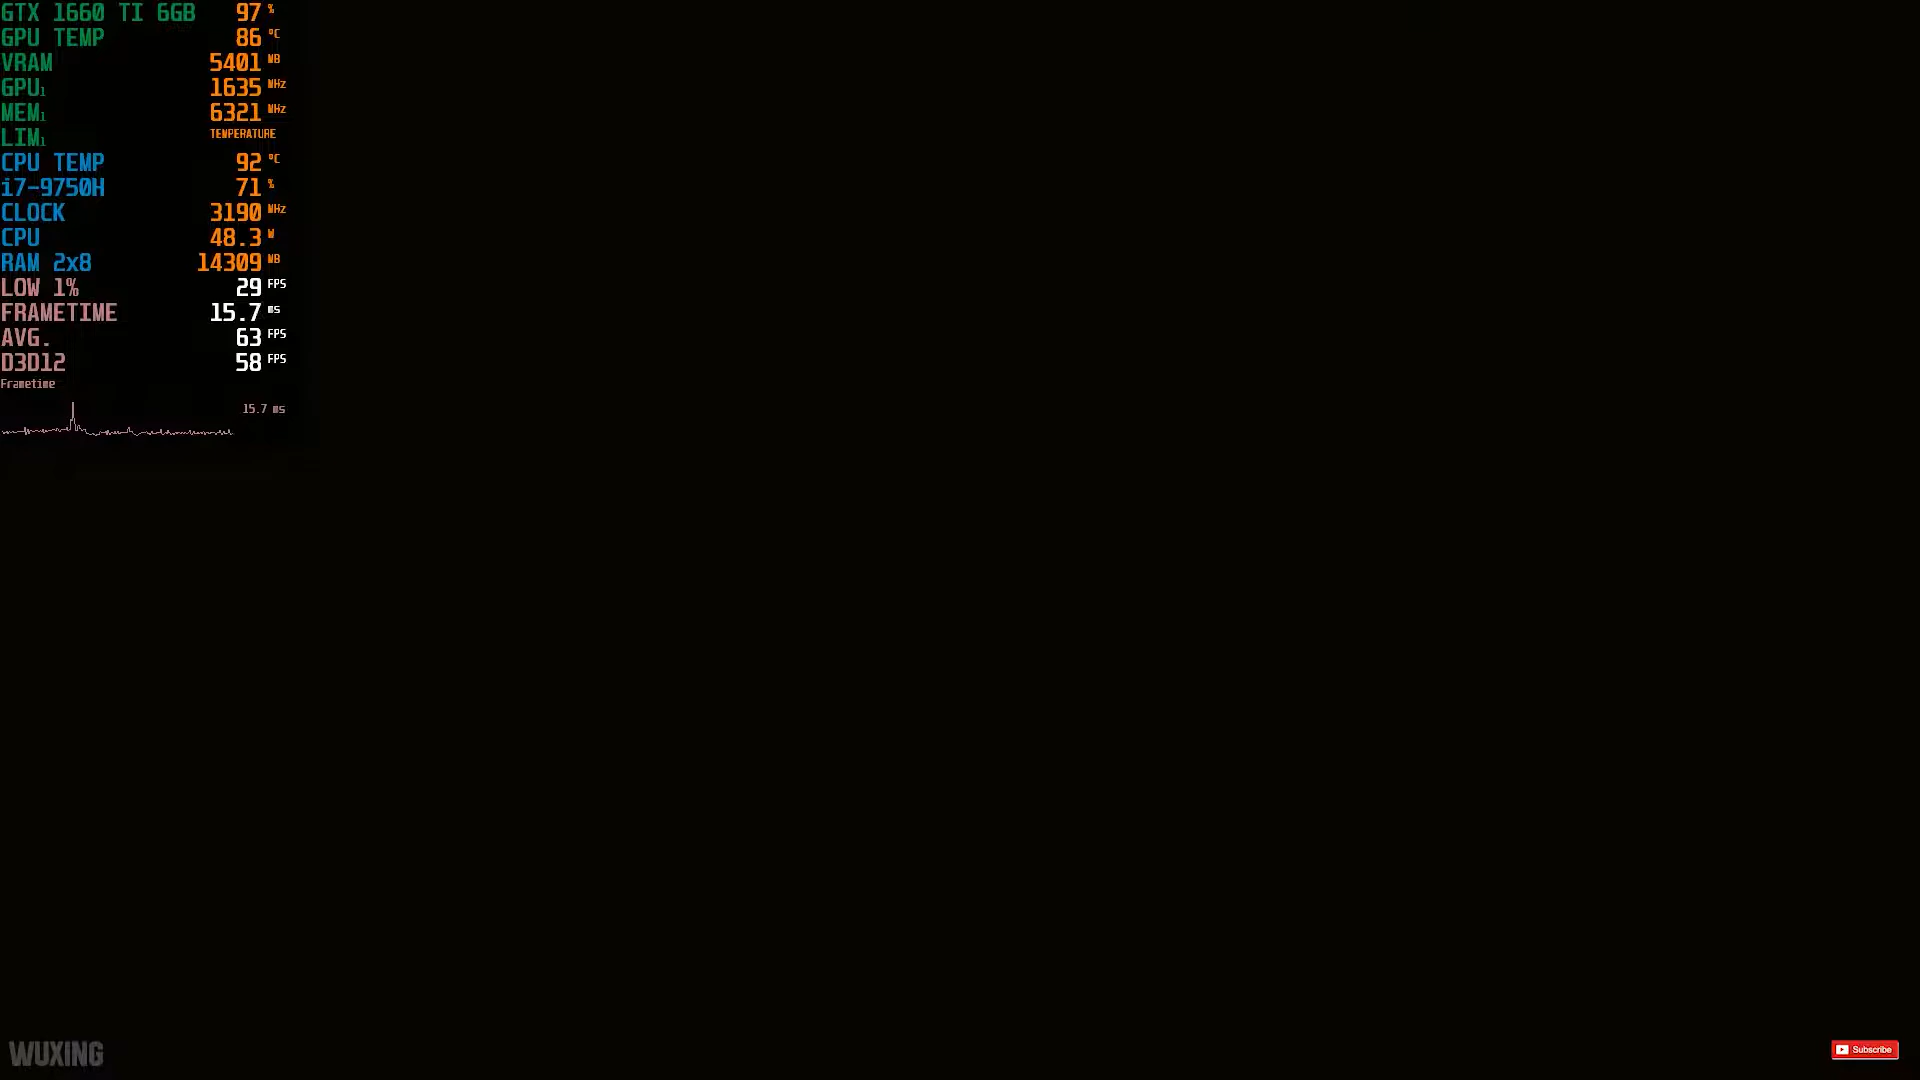 GTX 1660 TI 6GB 97 %
GPU TEMP 86 °C
VRAM 5401 MB
GPU1 1635 MHz
MEM1 6321 MHz
LIM1 TEMPERATURE
CPU TEMP 92 °C
i7-9750H 71 %
CLOCK 3190 MHz
CPU 48.3 W
RAM 2x8 14309 MB
LOW 1% 29 FPS
FRAMETIME 15.7 ms
AVG. 63 FPS
D3D12 58 FPS
Frametime
15.7 ms
WUXING
Subscribe